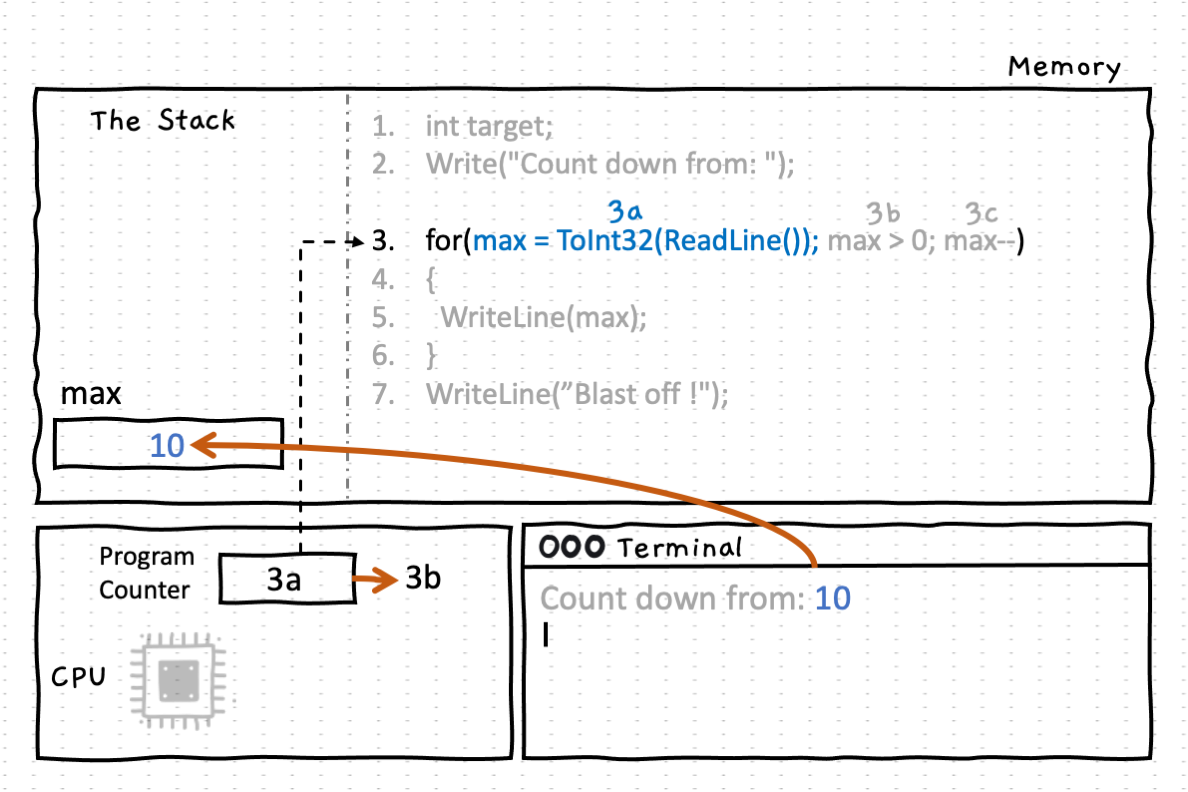 Memory
The Stack
1. int target;
2. Write("Count down from: ");
3a 3b 3c
3. for(max = ToInt32(ReadLine()); max > 0; max--)
4. {
5. WriteLine(max);
6. }
7. WriteLine(”Blast off !");
max
10
Program
Counter
3a
3b
CPU
OOO Terminal
Count down from: 10